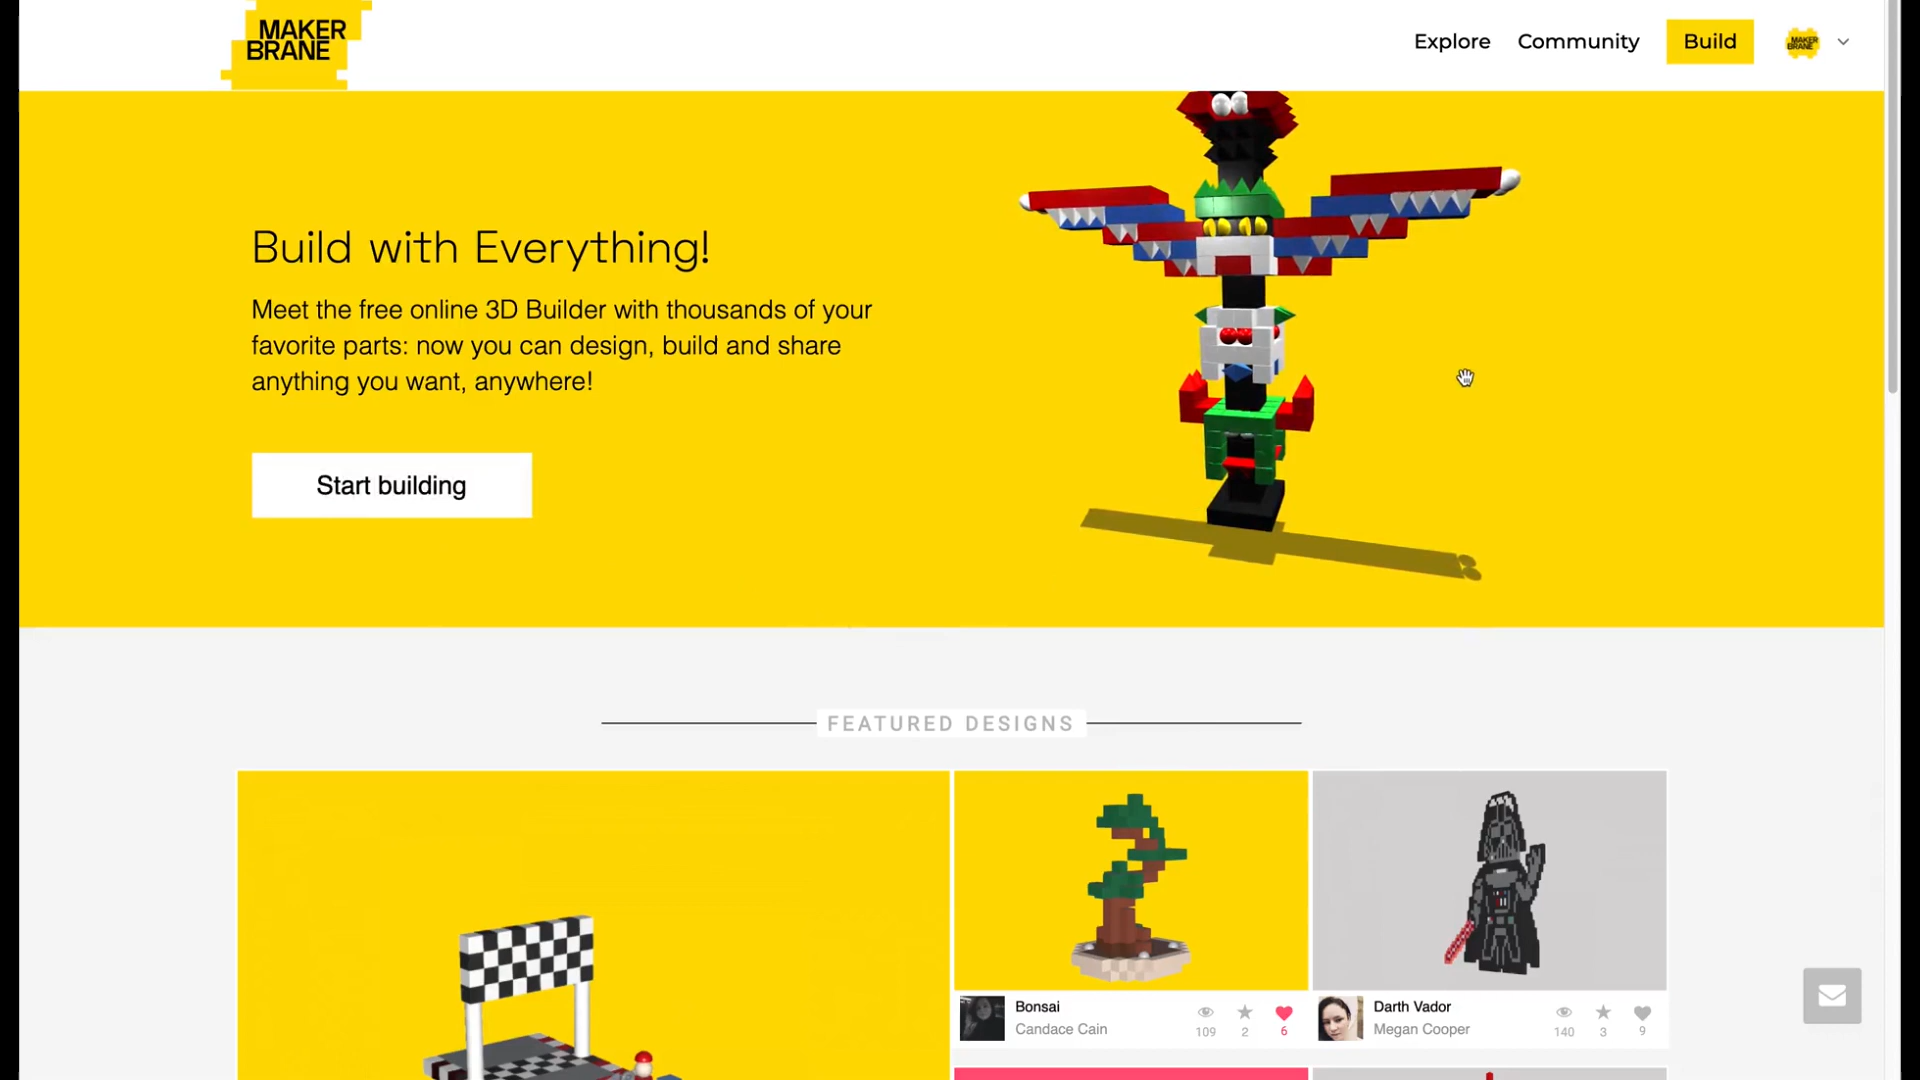 MAKER
BRANE
Explore Community Build
MAKER
BRANE
Build with Everything!
Meet the free online 3D Builder with thousands of your
favorite parts: now you can design, build and share
anything you want, anywhere!
Start building
FEATURED DESIGNS
Bonsai
Candace Cain
109 2 6
Darth Vador
Megan Cooper
140 3 9